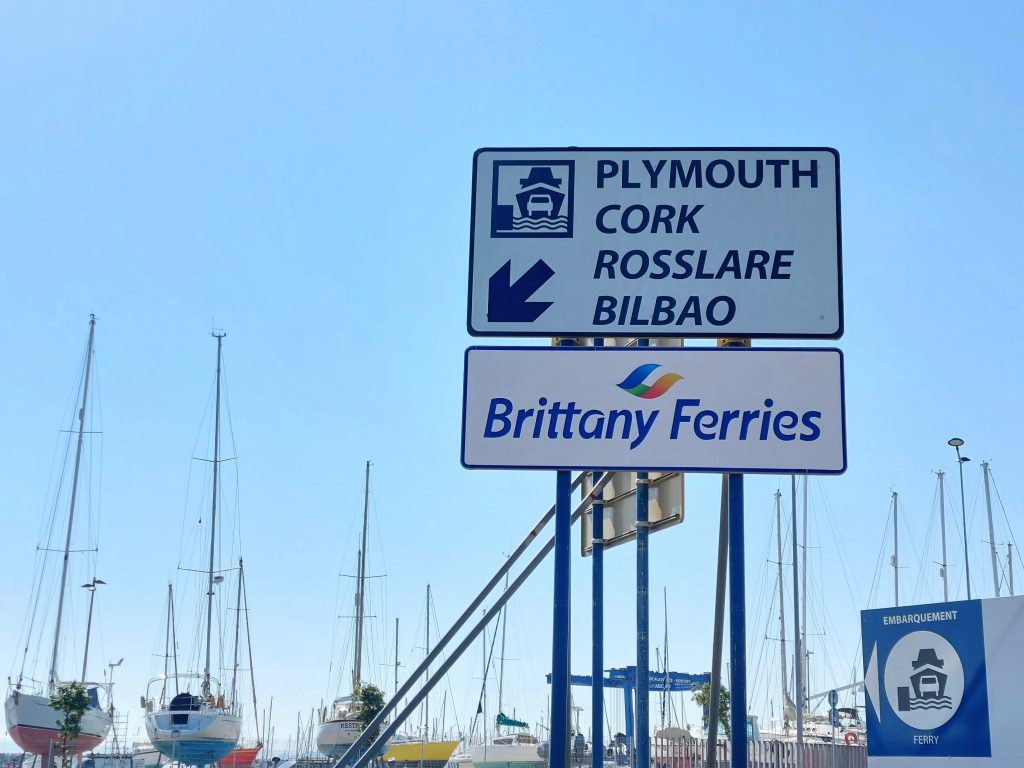 PLYMOUTH
CORK
ROSSLARE
BILBAO
Brittany Ferries
EMBARQUEMENT
FERRY